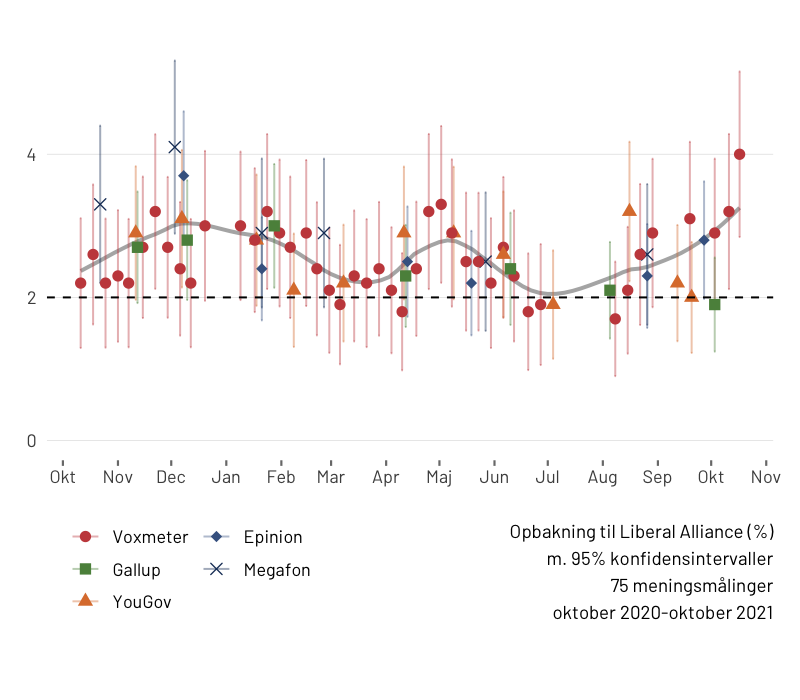 4
2
0
Okt Nov Dec Jan Feb Mar Apr Maj Jun Jul Aug Sep Okt Nov
Voxmeter Epinion
Gallup Megafon
YouGov
Opbakning til Liberal Alliance (%)
m. 95% konfidensintervaller
75 meningsmålinger
oktober 2020-oktober 2021